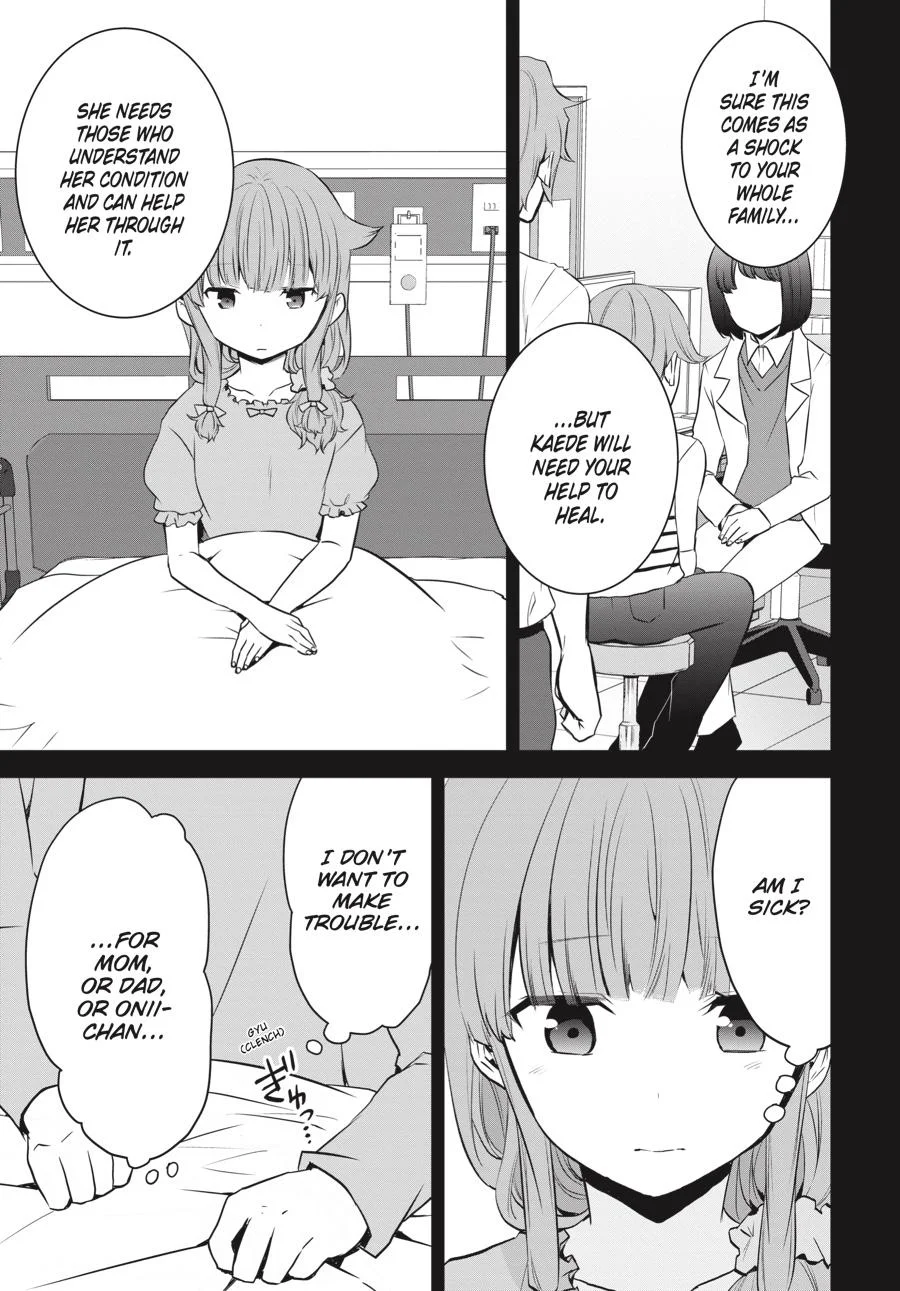 I'M
SURE THIS
COMES AS
A SHOCK
TO YOUR
WHOLE
FAMILY...
...BUT
KAEDE WILL
NEED YOUR
HELP TO
HEAL.
SHE NEEDS
THOSE WHO
UNDERSTAND
HER CONDITION
AND CAN HELP
HER THROUGH
IT.
AM I
SICK?
I DON'T
WANT TO
MAKE
TROUBLE...
...FOR
MOM,
OR DAD,
OR ONII-
CHAN...
GYU
(CLENCH)
ぎゅっ…